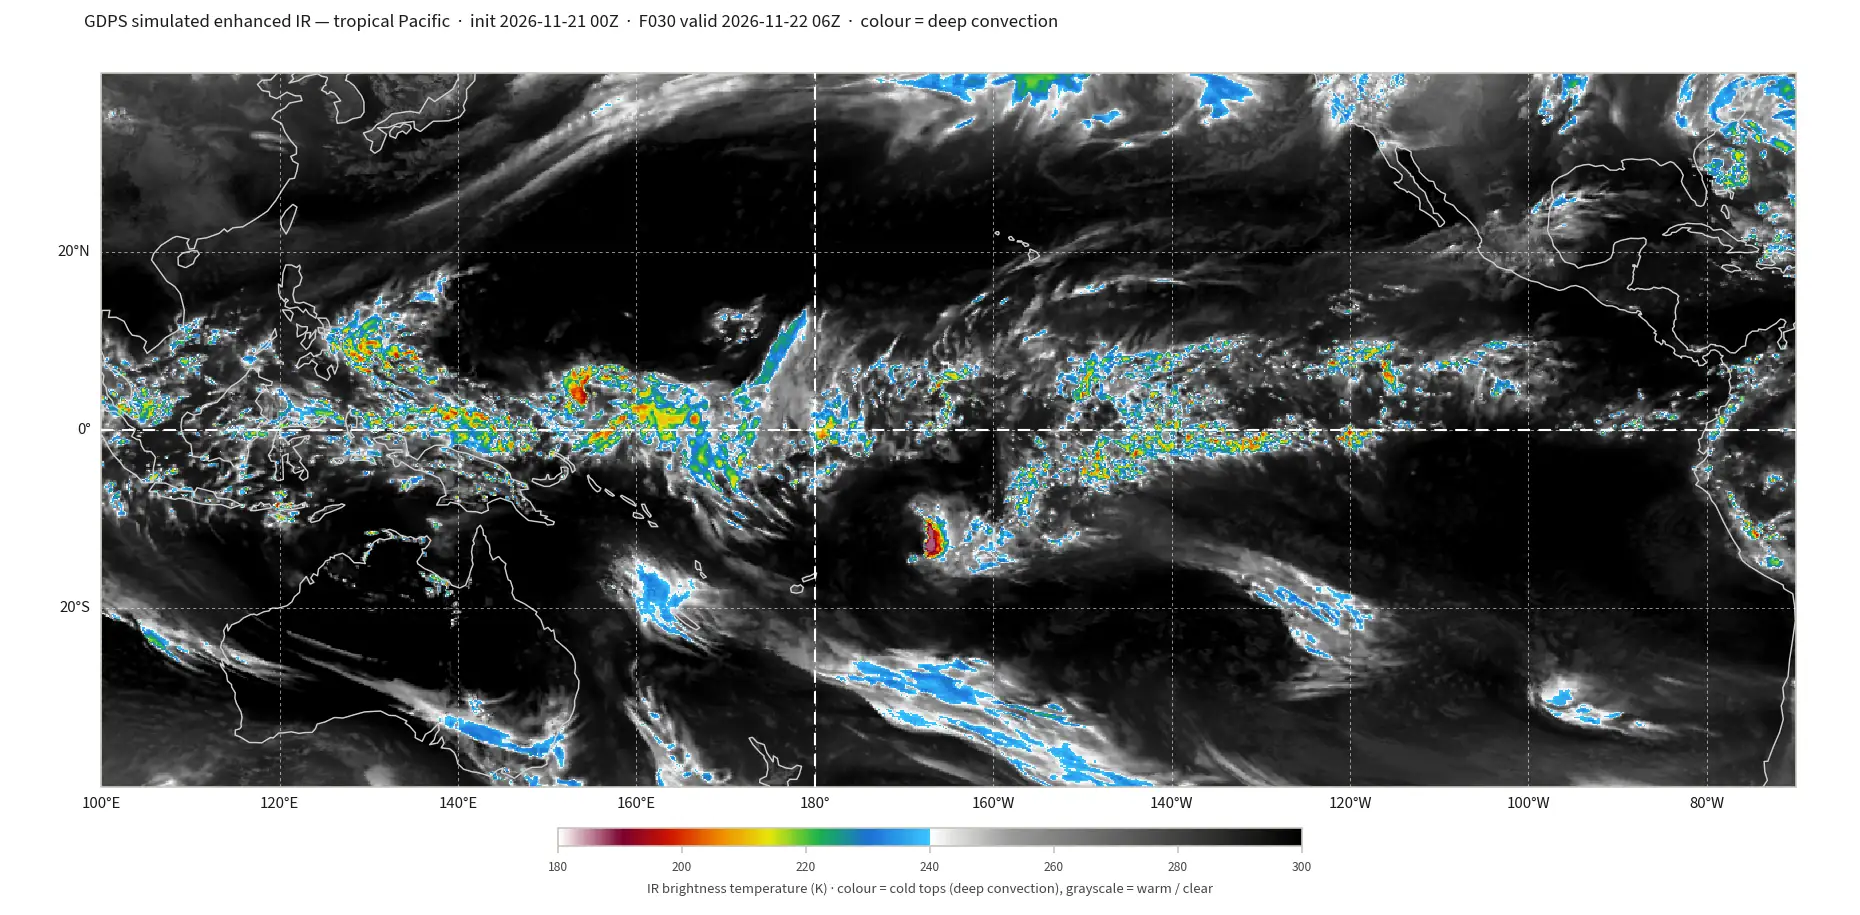 GDPS simulated enhanced IR — tropical Pacific · init 2026-11-21 00Z · F030 valid 2026-11-22 06Z · colour = deep convection
20°N
0°
20°S
100°E 120°E 140°E 160°E 180° 160°W 140°W 120°W 100°W 80°W
180 200 220 240 260 280 300
IR brightness temperature (K) · colour = cold tops (deep convection), grayscale = warm / clear